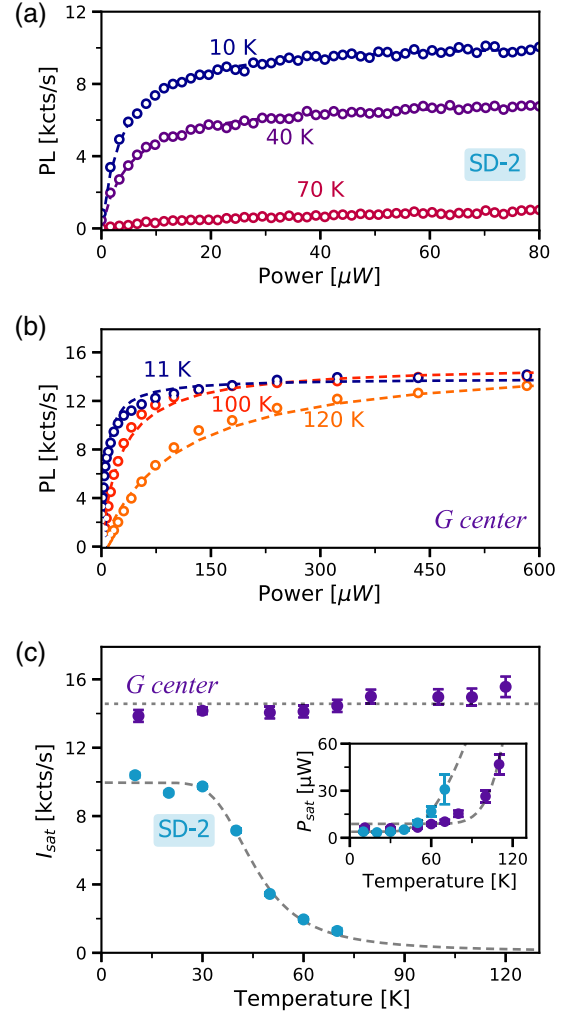 (a)
12
8
4
0
PL [kcts/s]
10 K
40 K
70 K
SD-2
0 20 40 60 80
Power [μW]
(b)
16
12
8
4
0
PL [kcts/s]
11 K
100 K
120 K
G center
0 150 300 450 600
Power [μW]
(c)
16
12
8
4
0
I_sat [kcts/s]
G center
SD-2
60
30
0
P_sat [μW]
0 60 120
Temperature [K]
0 30 60 90 120
Temperature [K]